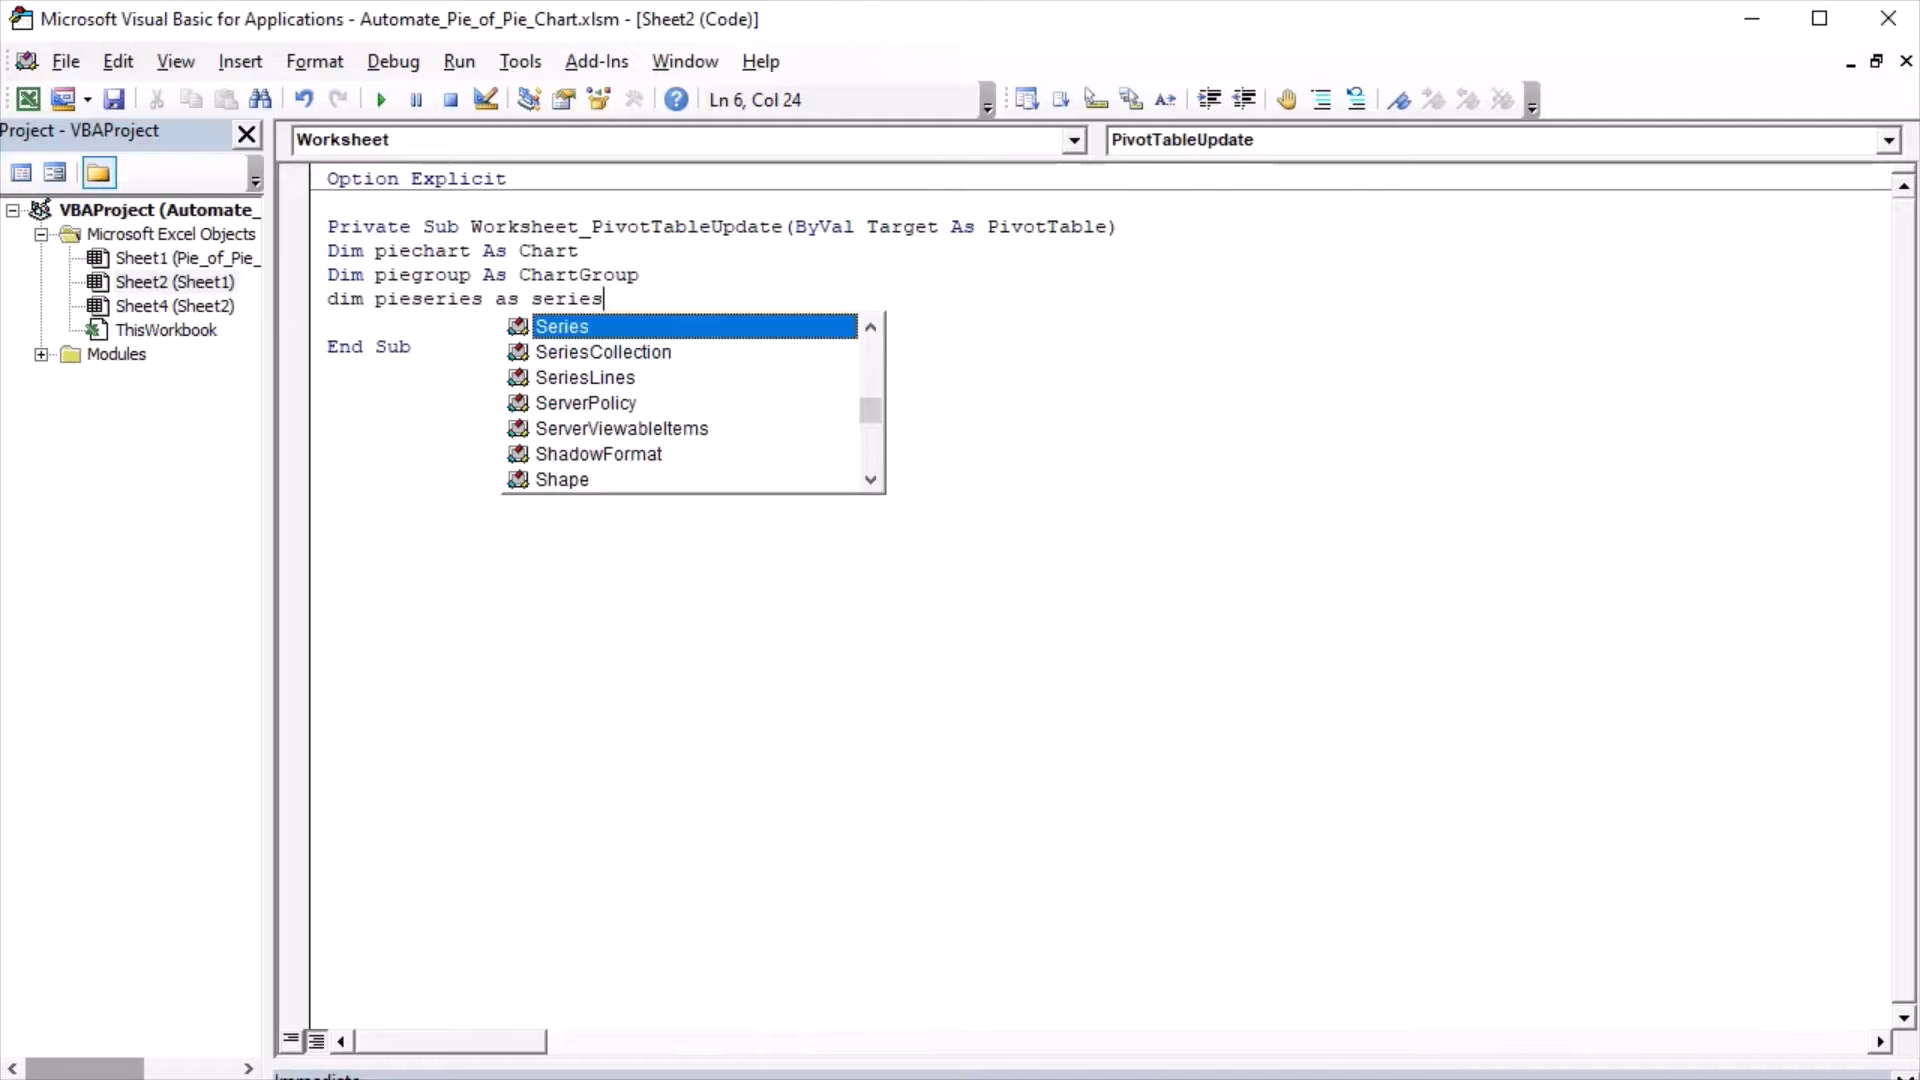 Microsoft Visual Basic for Applications - Automate_Pie_of_Pie_Chart.xlsm - [Sheet2 (Code)]
File Edit View Insert Format Debug Run Tools Add-Ins Window Help
Ln 6, Col 24
Project - VBAProject
Worksheet PivotTableUpdate
VBAProject (Automate_
Microsoft Excel Objects
Sheet1 (Pie_of_Pie_
Sheet2 (Sheet1)
Sheet4 (Sheet2)
ThisWorkbook
Modules
Option Explicit
Private Sub Worksheet_PivotTableUpdate(ByVal Target As PivotTable)
Dim piechart As Chart
Dim piegroup As ChartGroup
dim pieseries as series
Series
SeriesCollection
SeriesLines
ServerPolicy
ServerViewableItems
ShadowFormat
Shape
End Sub
Immediate